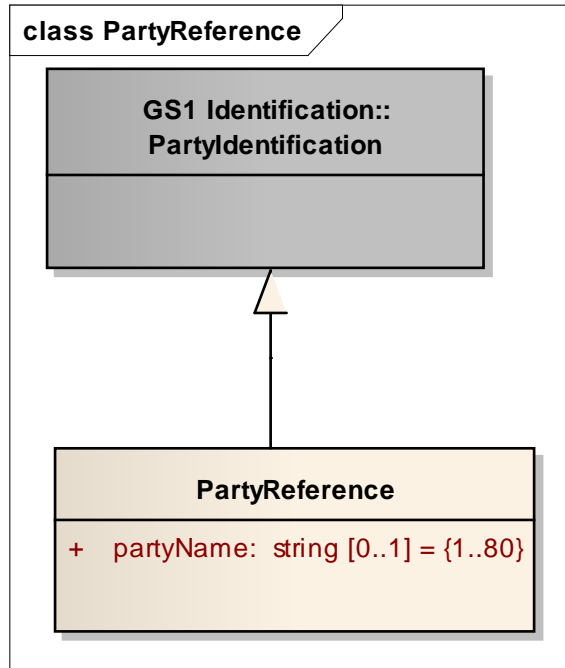 class PartyReference
GS1 Identification::
PartyIdentification
PartyReference
+ partyName: string [0..1] = {1..80}